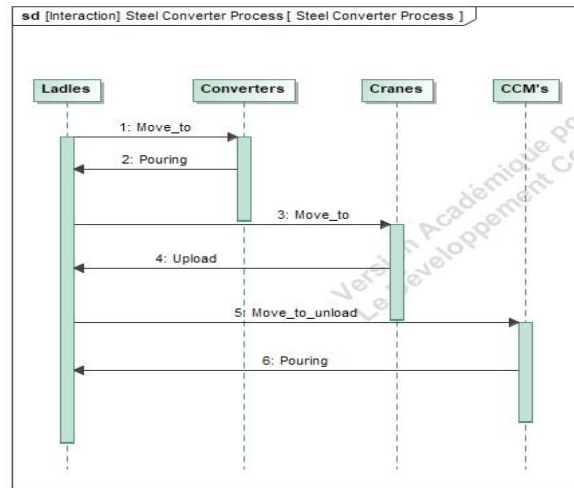 sd [Interaction] Steel Converter Process [ Steel Converter Process ]
Ladles
Converters
Cranes
CCM's
1: Move_to
2: Pouring
3: Move_to
4: Upload
5: Move_to_unload
6: Pouring
Version Académique po
Le Développement Co